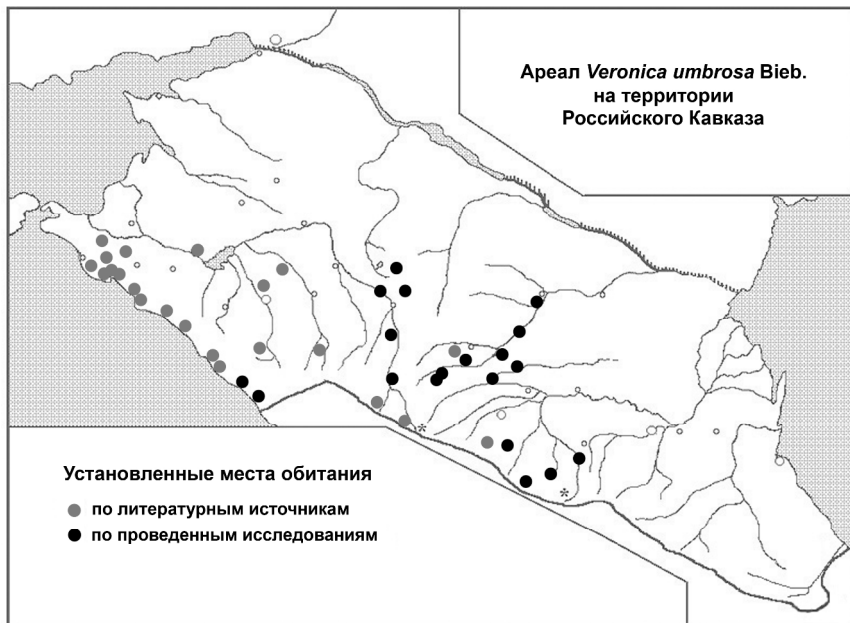 Ареал Veronica umbrosa Bieb.
на территории
Российского Кавказа
Установленные места обитания
по литературным источникам
по проведенным исследованиям